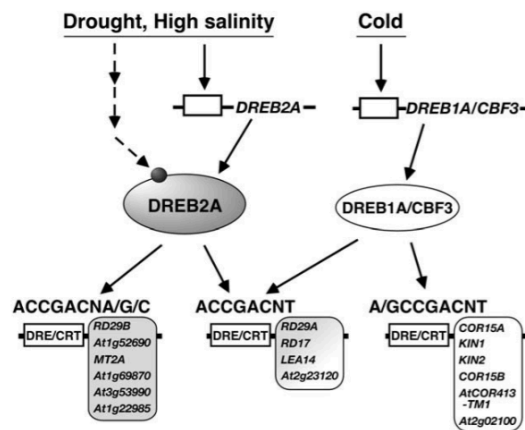 Drought, High salinity
Cold
DREB2A
DREB1A/CBF3
DREB2A
DREB1A/CBF3
ACCGACNA/G/C
DRE/CRT
RD29B
At1g52690
MT2A
At1g69870
At3g53990
At1g22985
ACCGACNT
DRE/CRT
RD29A
RD17
LEA14
At2g23120
A/GCCGACNT
DRE/CRT
COR15A
KIN1
KIN2
COR15B
AtCOR413
-TM1
At2g02100